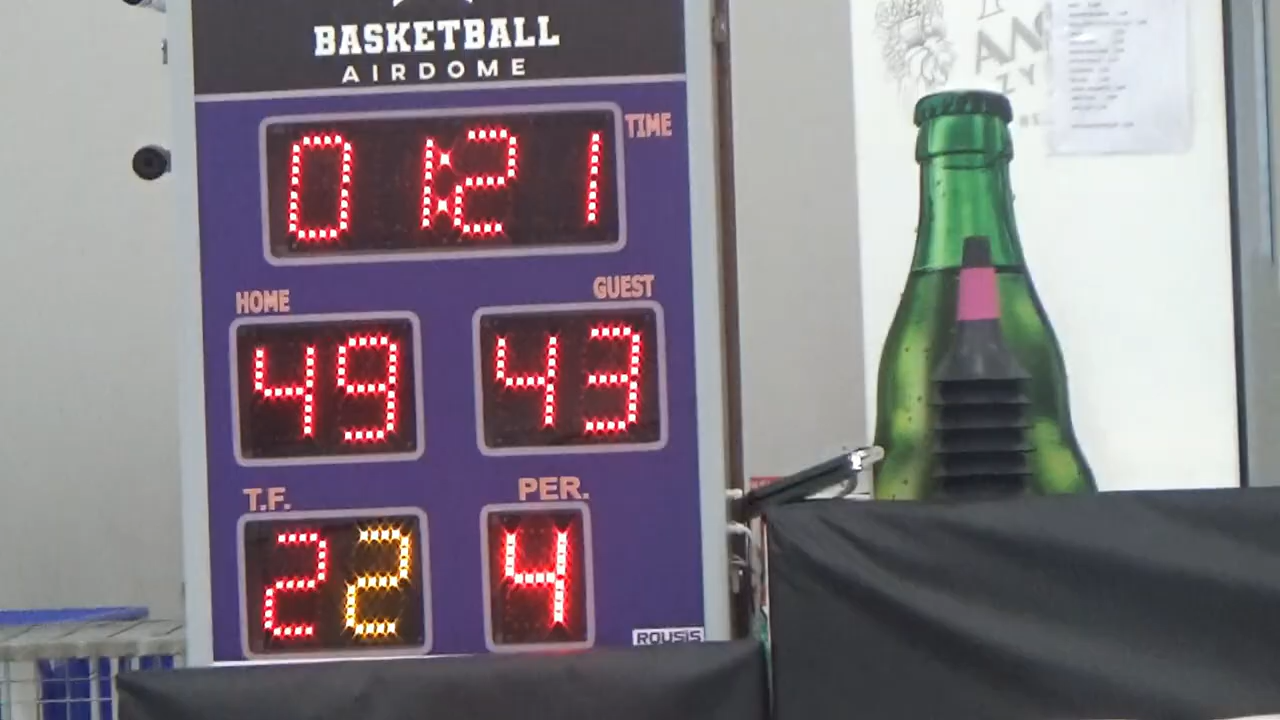 BASKETBALL
AIRDOME
TIME
01:21
HOME
GUEST
49
43
T.F.
PER.
22
4
ROUSIS